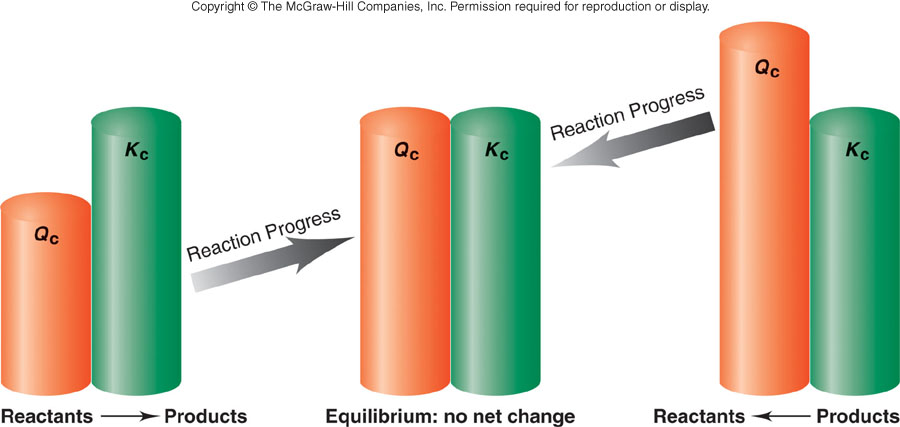 Copyright © The McGraw-Hill Companies, Inc. Permission required for reproduction or display.
Qc
Kc
Reaction Progress
Qc
Kc
Reaction Progress
Qc
Kc
Reactants ⟶ Products
Equilibrium: no net change
Reactants ⟵ Products